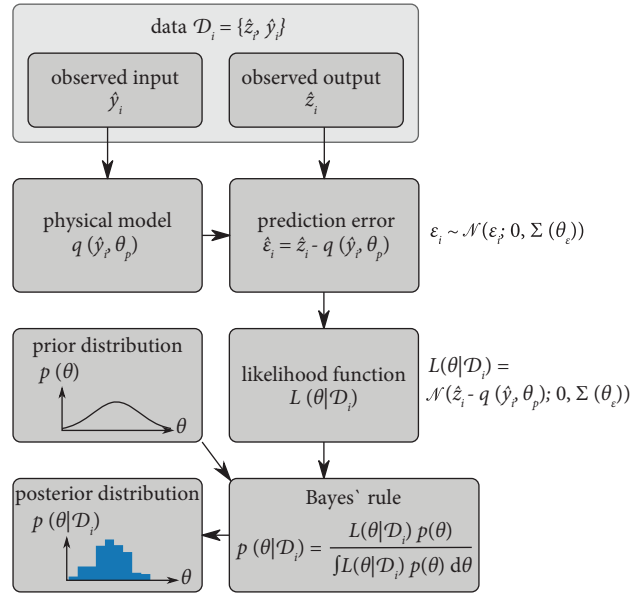 data 𝒟ᵢ = {ẑᵢ, ŷᵢ}
observed input
ŷᵢ
observed output
ẑᵢ
physical model
q (ŷᵢ, θₚ)
prediction error
ε̂ᵢ = ẑᵢ - q (ŷᵢ, θₚ)
εᵢ ~ 𝒩(εᵢ; 0, Σ (θ_ε))
prior distribution
p (θ)
θ
likelihood function
L (θ|𝒟ᵢ)
L(θ|𝒟ᵢ) =
𝒩(ẑᵢ - q (ŷᵢ, θₚ); 0, Σ (θ_ε))
posterior distribution
p (θ|𝒟ᵢ)
θ
Bayes` rule
p (θ|𝒟ᵢ) =
L(θ|𝒟ᵢ) p(θ)
∫L(θ|𝒟ᵢ) p(θ) dθ